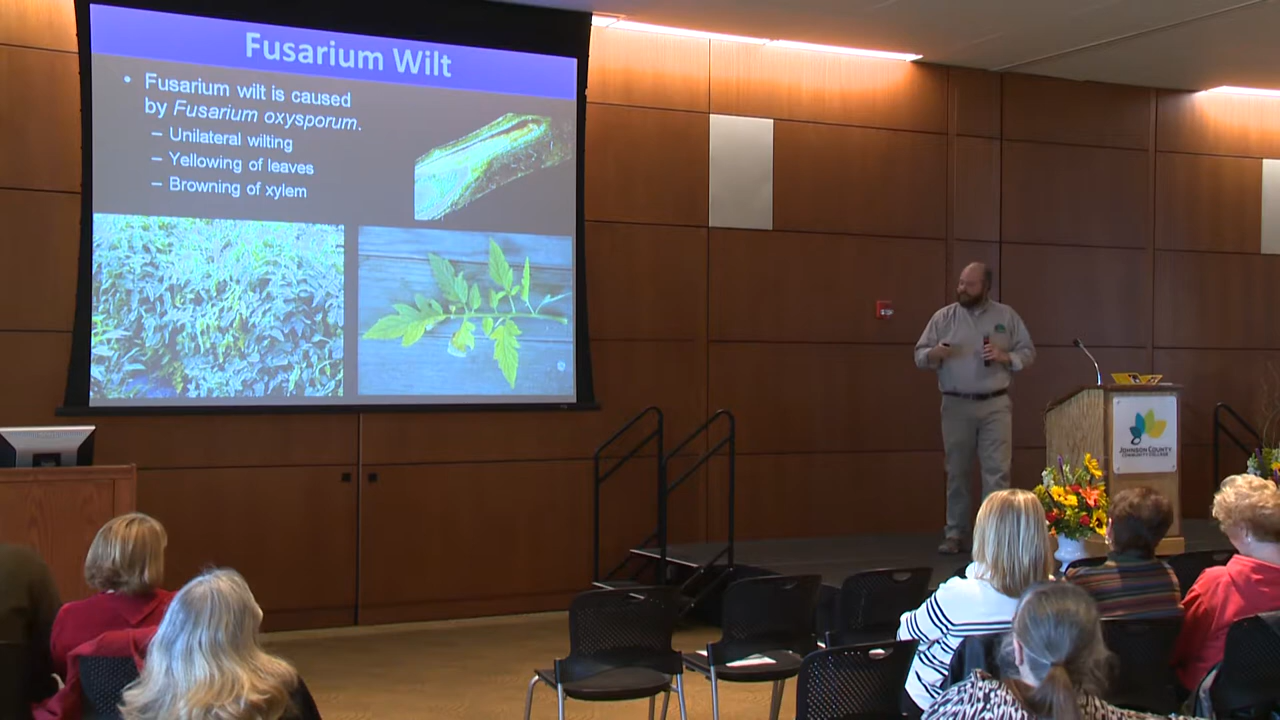 Fusarium Wilt
• Fusarium wilt is caused
by Fusarium oxysporum.
– Unilateral wilting
– Yellowing of leaves
– Browning of xylem
JOHNSON COUNTY
COMMUNITY COLLEGE